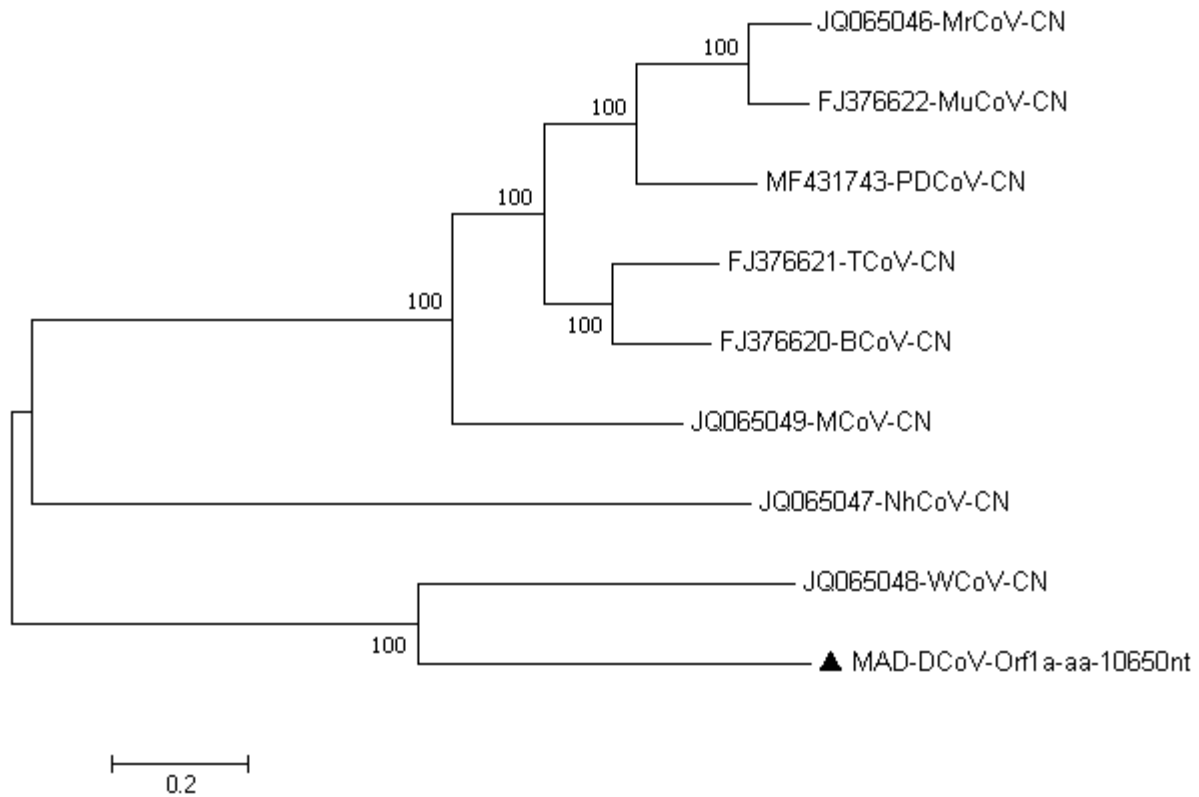 JQ065046-MrCoV-CN
100
FJ376622-MuCoV-CN
100
MF431743-PDCoV-CN
100
FJ376621-TCoV-CN
100
100
FJ376620-BCoV-CN
JQ065049-MCoV-CN
JQ065047-NhCoV-CN
JQ065048-WCoV-CN
100
MAD-DCoV-Orf1a-aa-10650nt
0.2